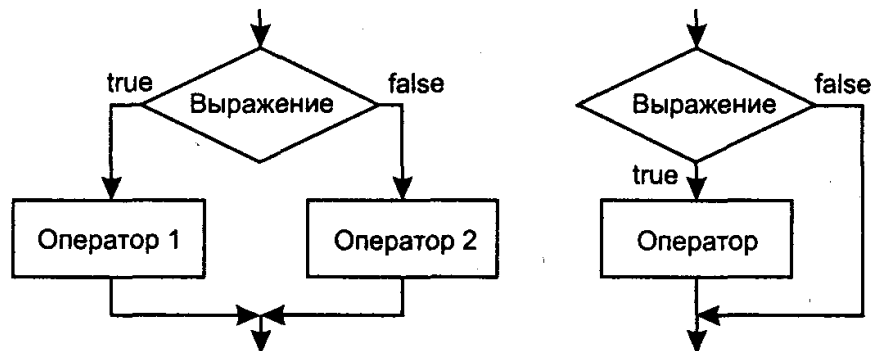 true
false
Выражение
Оператор 1
Оператор 2
false
Выражение
true
Оператор